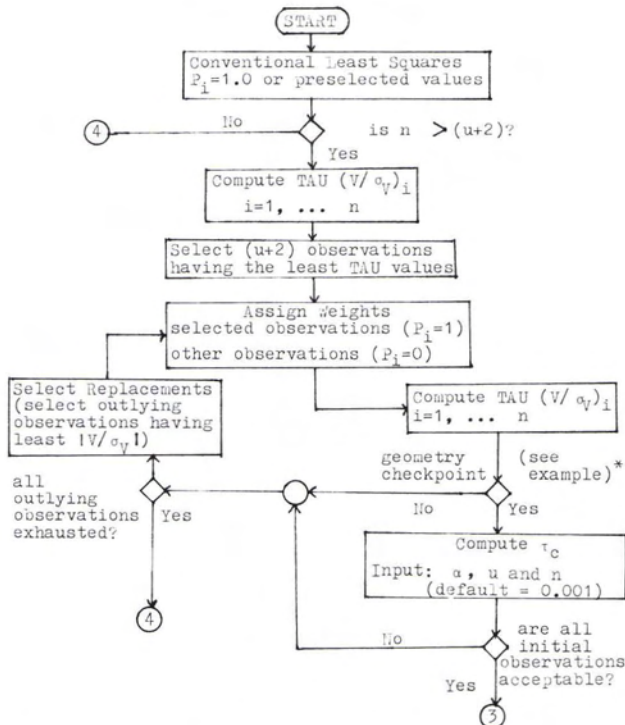 START
Conventional Least Squares
P_i=1.0 or preselected values
No
4
is n >(u+2)?
Yes
Compute TAU (V/σ_V)_i
i=1, ... n
Select (u+2) observations
having the least TAU values
Assign Weights
selected observations (P_i=1)
other observations (P_i=0)
Select Replacements
(select outlying
observations having
least |V/σ_V|)
Compute TAU (V/σ_V)_i
i=1, ... n
geometry
checkpoint
(see
example)*
No
Yes
all
outlying
observations
exhausted?
Yes
4
Compute τ_c
Input: α, u and n
(default = 0.001)
No
are all
initial
observations
acceptable?
Yes
3